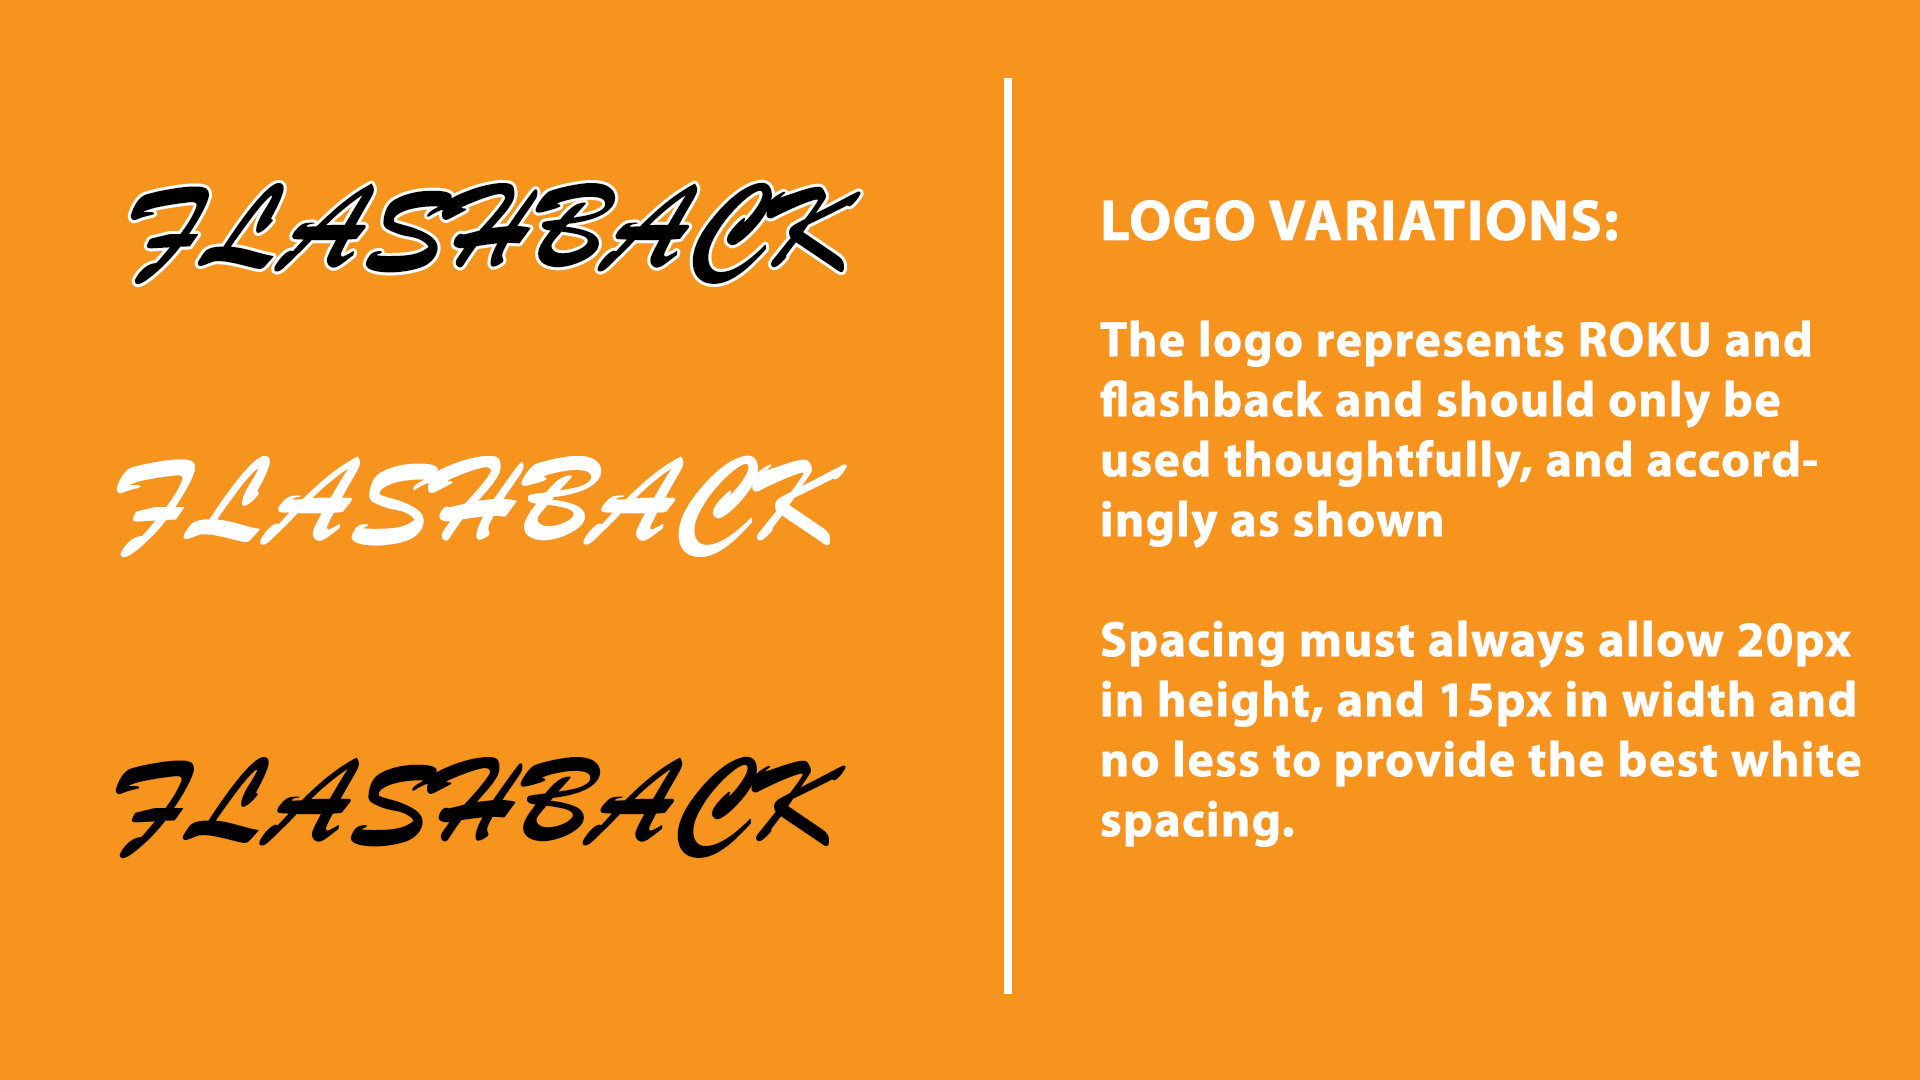 FLASHBACK
FLASHBACK
FLASHBACK
LOGO VARIATIONS:
The logo represents ROKU and
flashback and should only be
used thoughtfully, and accord-
ingly as shown
Spacing must always allow 20px
in height, and 15px in width and
no less to provide the best white
spacing.